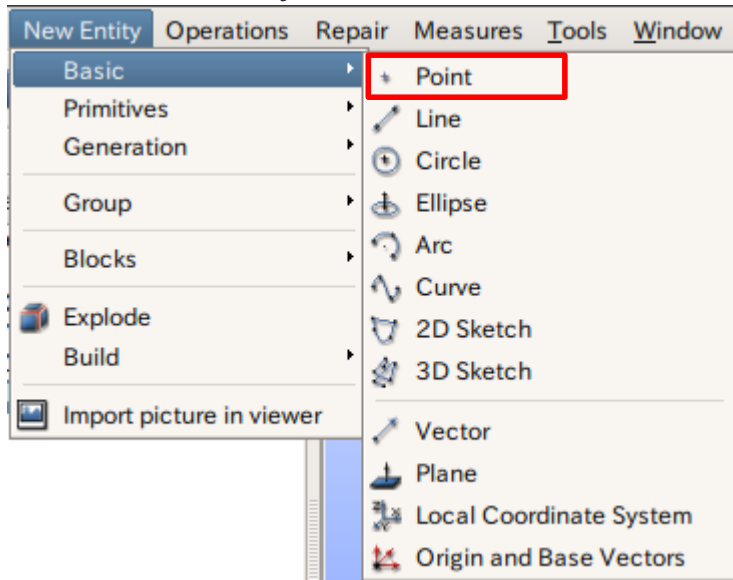 New Entity Operations Repair Measures Tools Window
Basic
Primitives
Generation
Group
Blocks
Explode
Build
Import picture in viewer
Point
Line
Circle
Ellipse
Arc
Curve
2D Sketch
3D Sketch
Vector
Plane
Local Coordinate System
Origin and Base Vectors